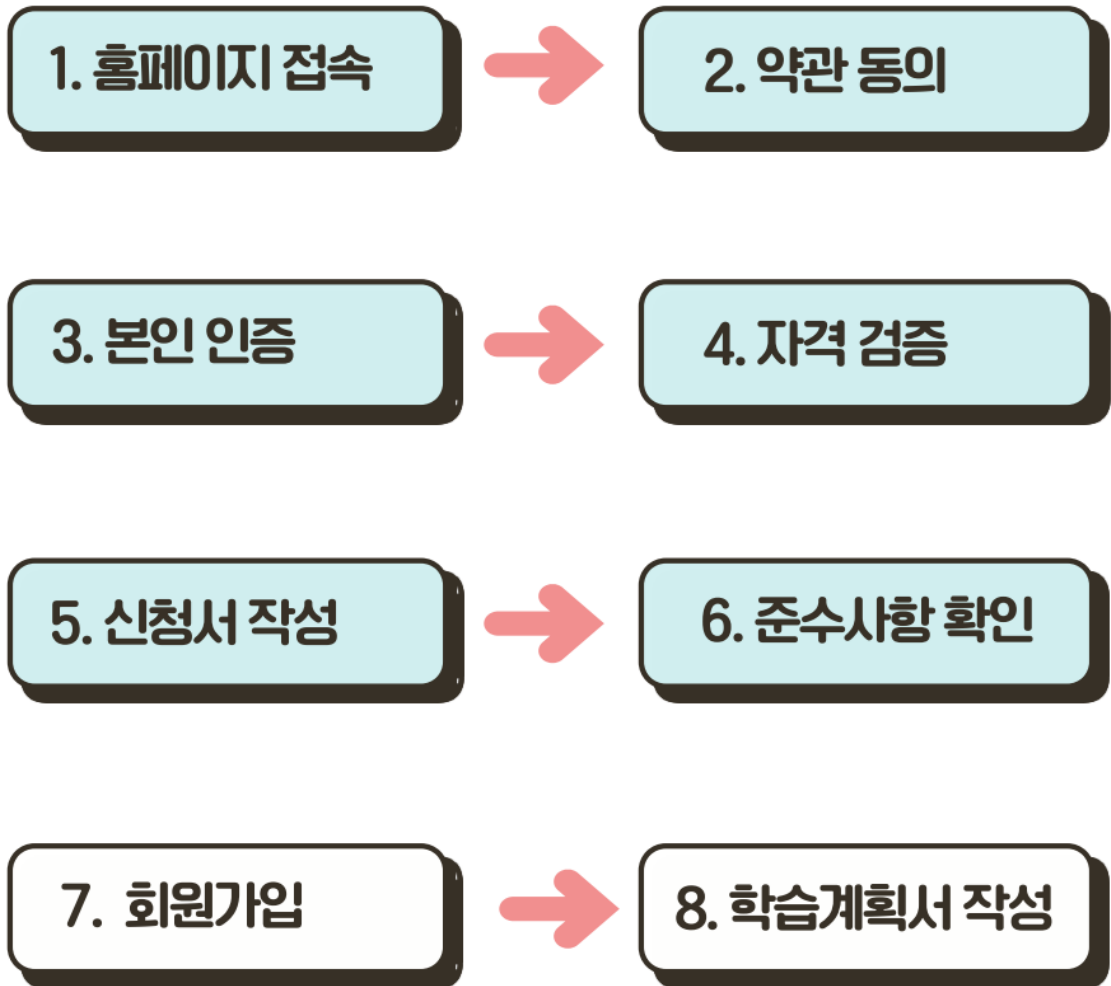 1. 홈페이지 접속
2. 약관 동의
3. 본인 인증
4. 자격 검증
5. 신청서 작성
6. 준수사항 확인
7. 회원가입
8. 학습계획서 작성